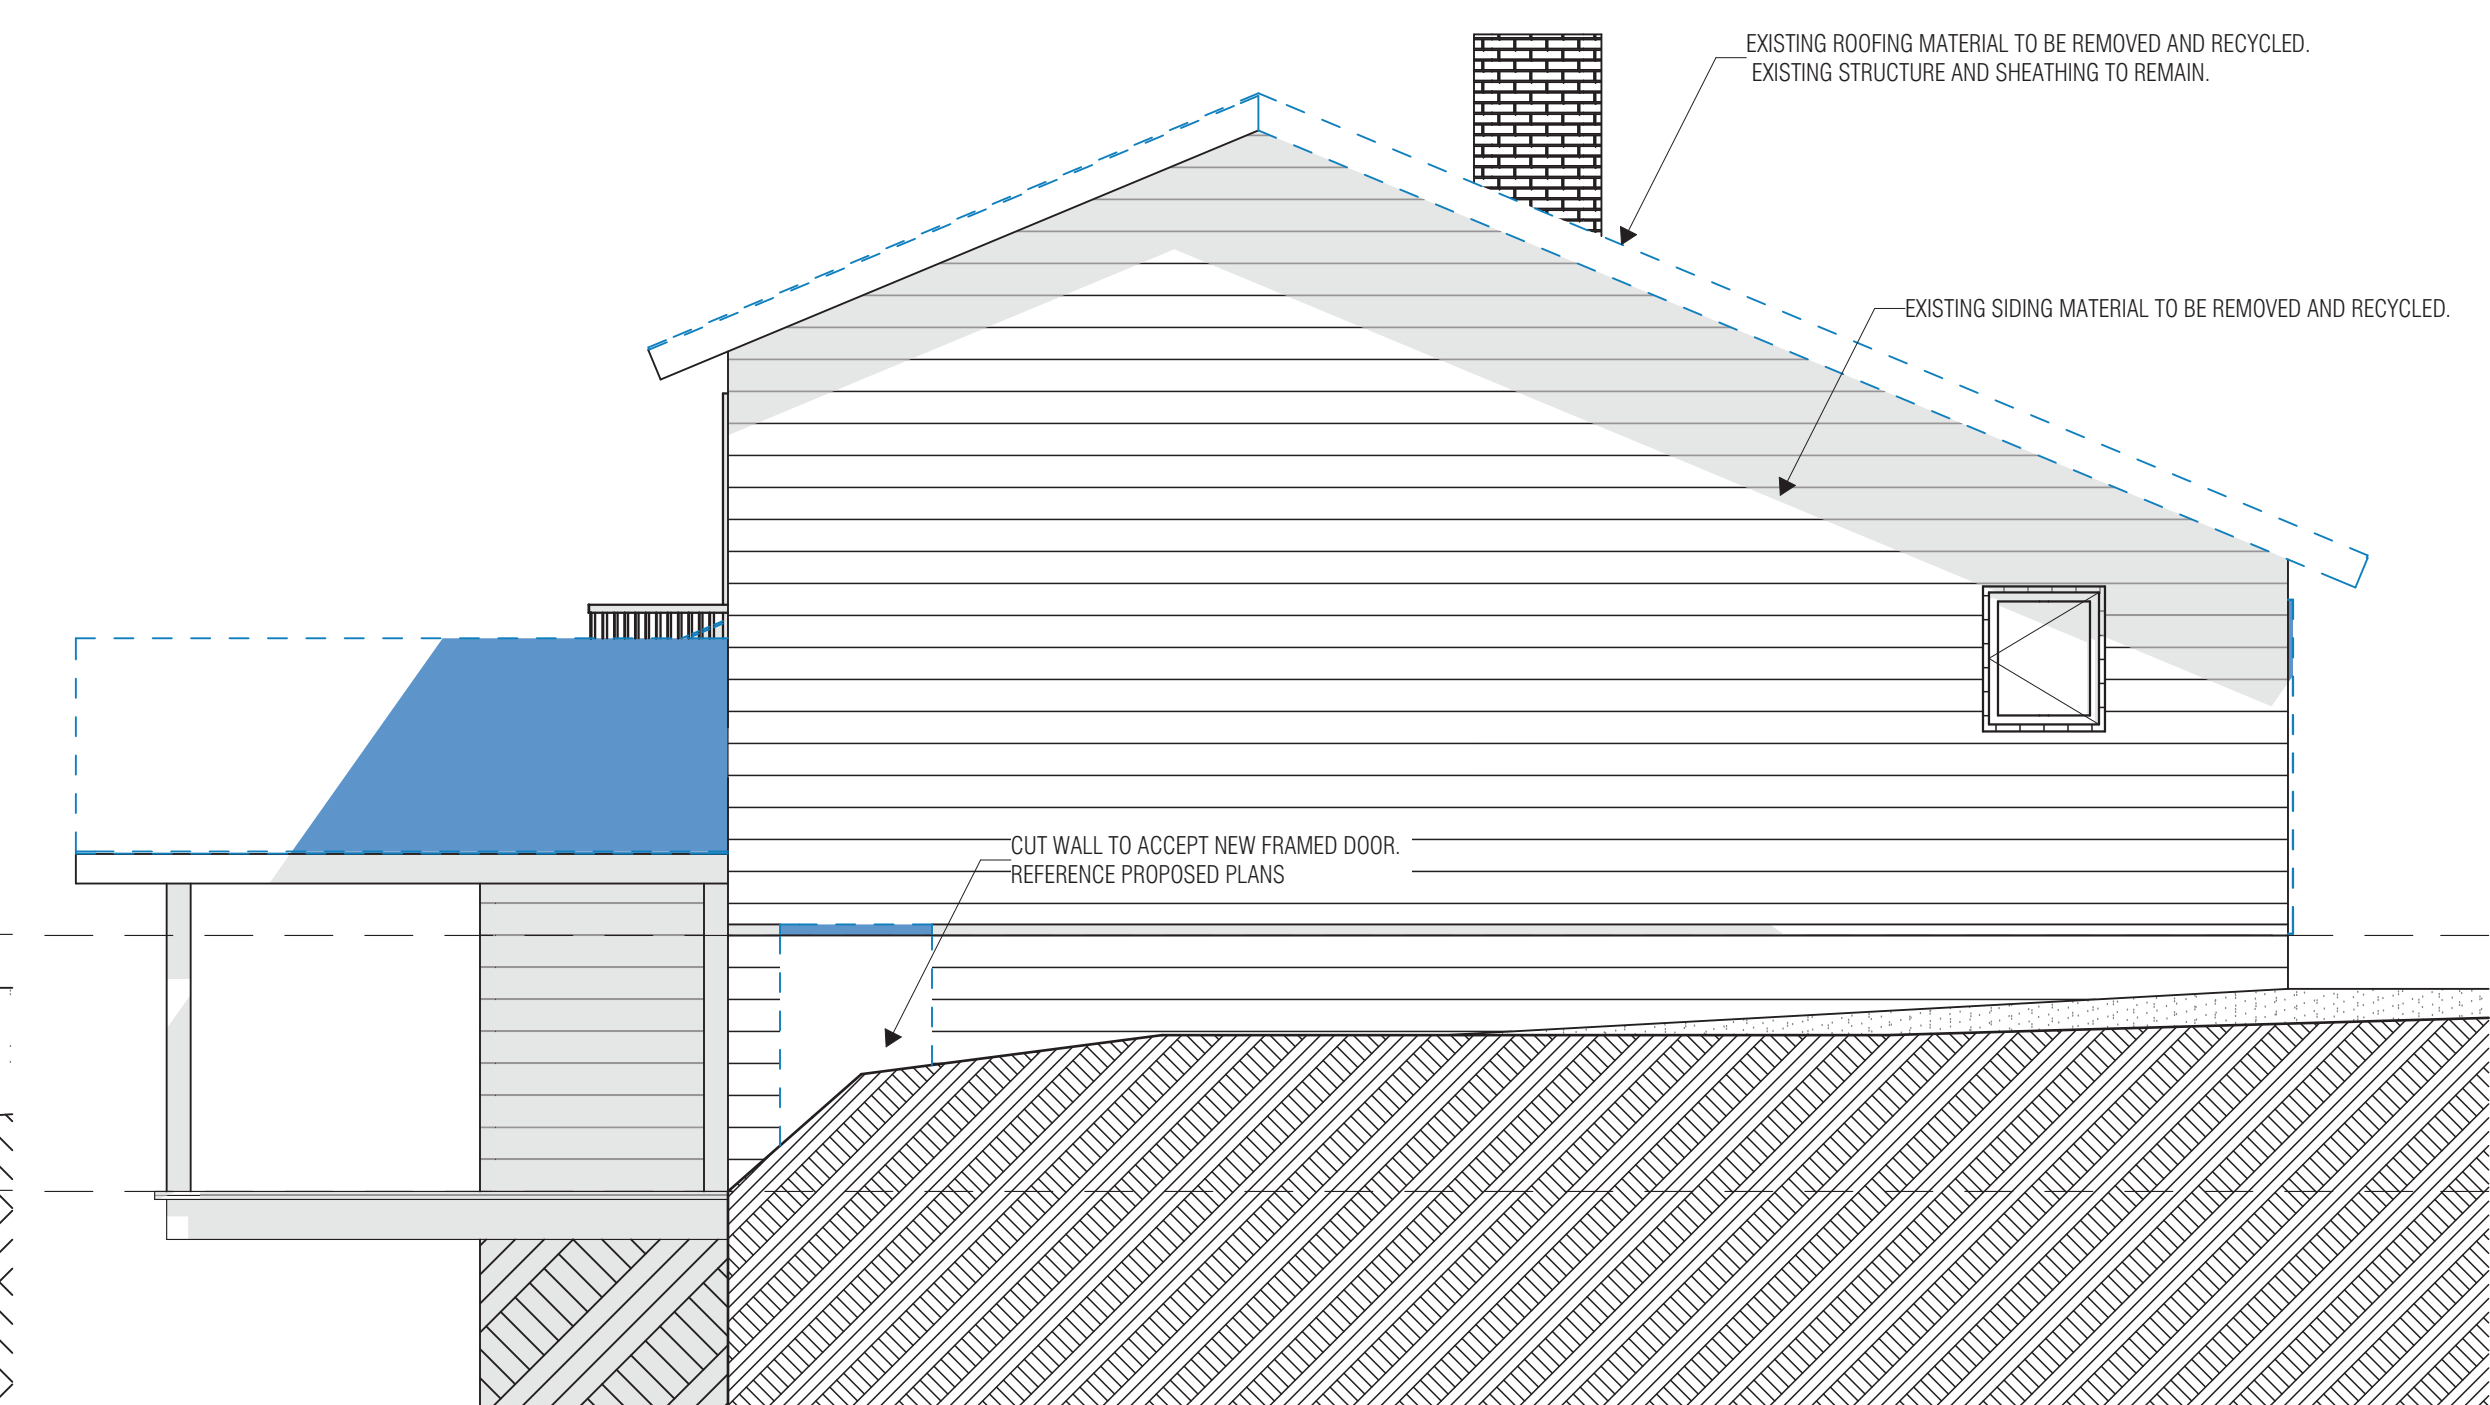 EXISTING ROOFING MATERIAL TO BE REMOVED AND RECYCLED.
EXISTING STRUCTURE AND SHEATHING TO REMAIN.
EXISTING SIDING MATERIAL TO BE REMOVED AND RECYCLED.
CUT WALL TO ACCEPT NEW FRAMED DOOR.
REFERENCE PROPOSED PLANS